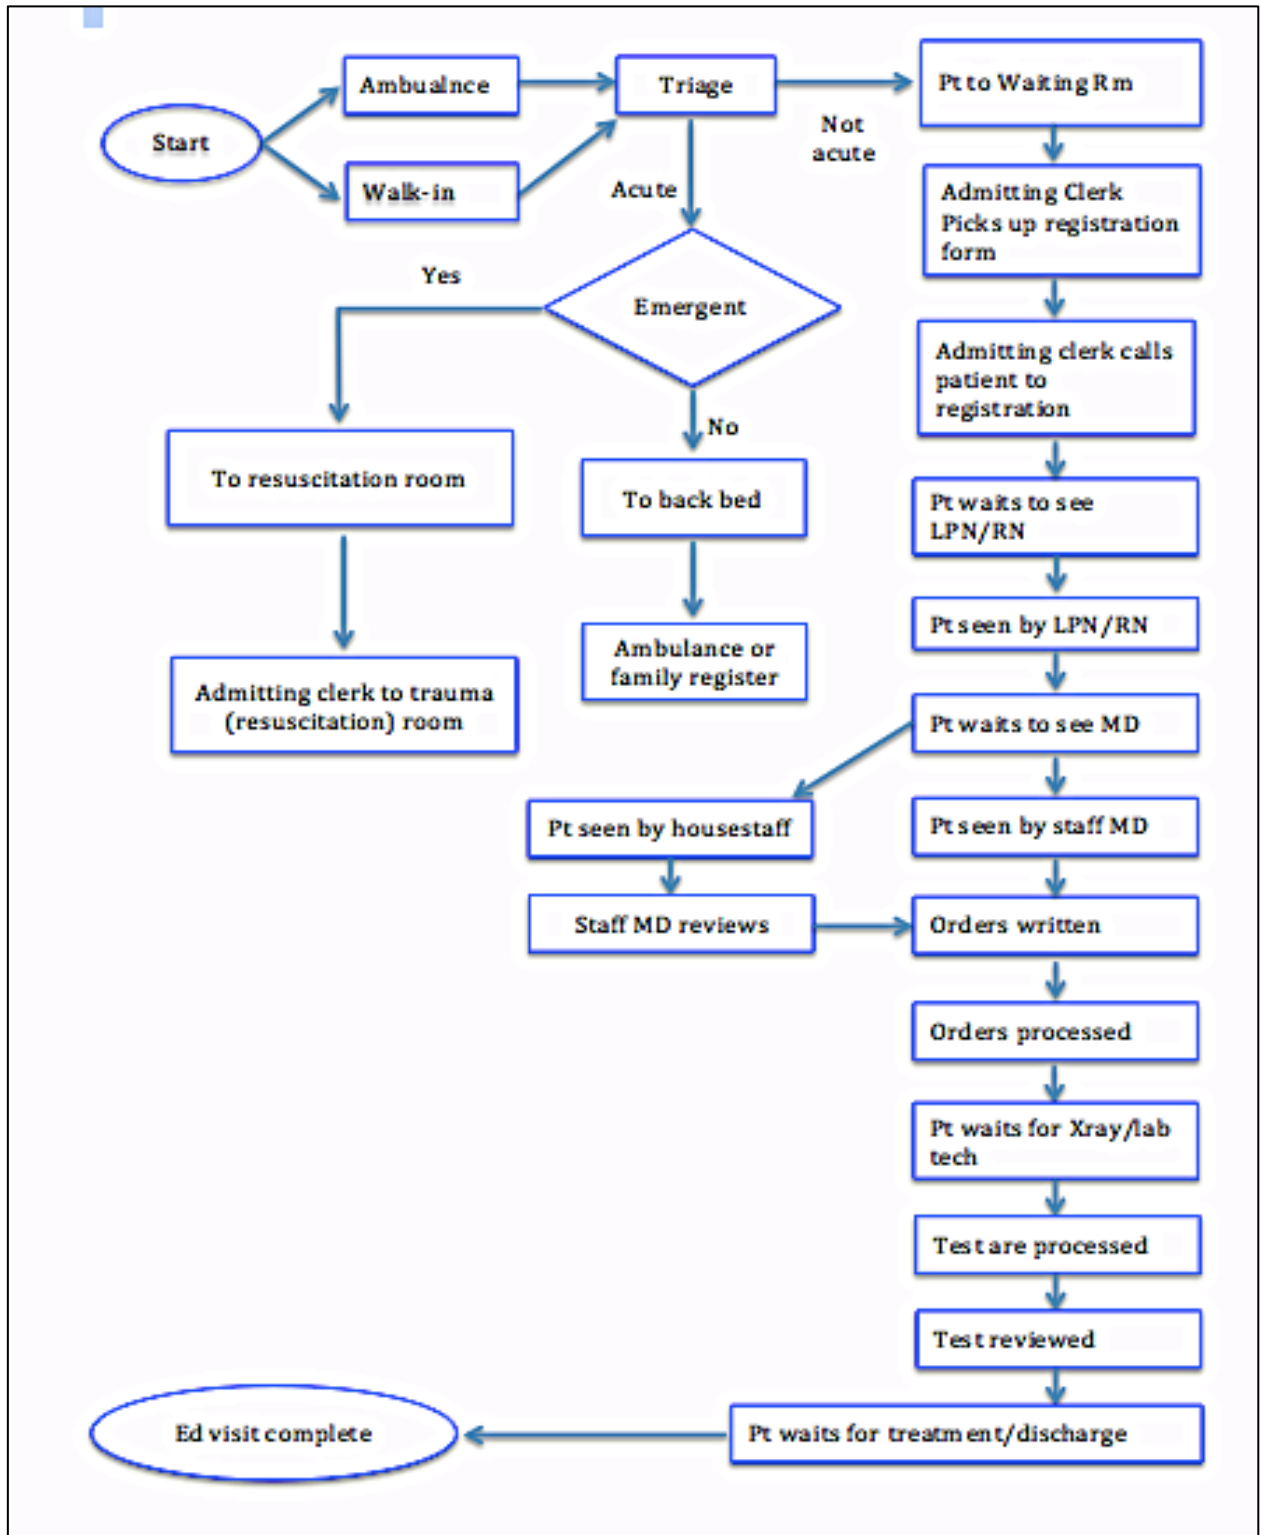 Start
Ambualnce
Walk-in
Triage
Not
acute
Acute
Pt to Waiting Rm
Admitting Clerk
Picks up registration
form
Admitting clerk calls
patient to
registration
Emergent
Yes
No
To resuscitation room
Admitting clerk to trauma
(resuscitation) room
To back bed
Ambulance or
family register
Pt waits to see
LPN/RN
Pt seen by LPN/RN
Pt waits to see MD
Pt seen by housestaff
Staff MD reviews
Pt seen by staff MD
Orders written
Orders processed
Pt waits for Xray/lab
tech
Test are processed
Test reviewed
Pt waits for treatment/discharge
Ed visit complete